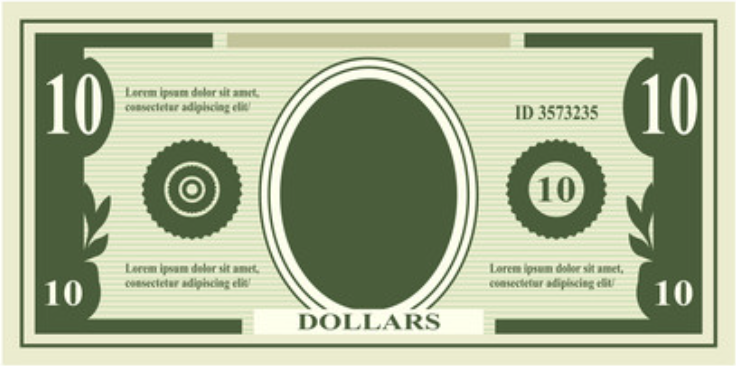 10
10
Lorem ipsum dolor sit amet,
consectetur adipiscing elit/
ID 3573235
10
Lorem ipsum dolor sit amet,
consectetur adipiscing elit/
Lorem ipsum dolor sit amet,
consectetur adipiscing elit/
10
10
DOLLARS